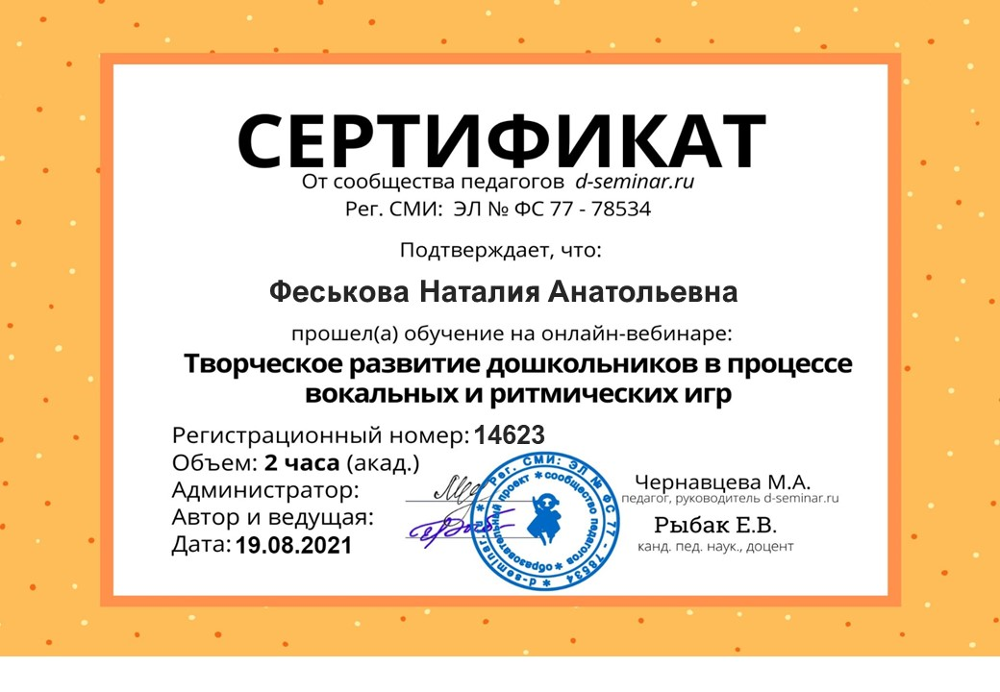 СЕРТИФИКАТ
От сообщества педагогов d-seminar.ru
Рег. СМИ: ЭЛ № ФС 77 - 78534
Подтверждает, что:
Феськова Наталия Анатольевна
прошел(а) обучение на онлайн-вебинаре:
Творческое развитие дошкольников в процессе
вокальных и ритмических игр
Регистрационный номер: 14623
Объем: 2 часа (акад.)
Администратор:
Автор и ведущая:
Дата: 19.08.2021
Рег. СМИ: ЭЛ № ФС 77 - 78534 * d-seminar.ru *
*сообщество педагогов * образовательный проект
Чернавцева М.А.
педагог, руководитель d-seminar.ru
Рыбак Е.В.
канд. пед. наук., доцент